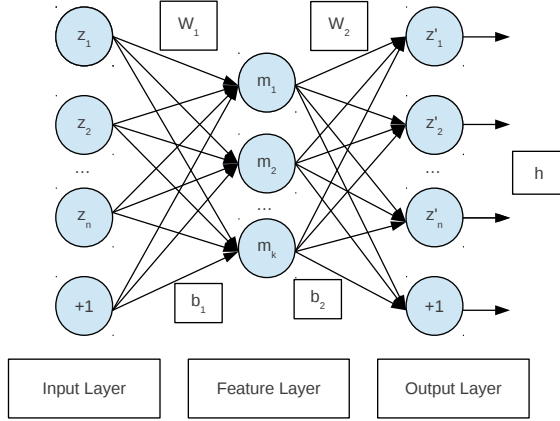 z1 W1 W2 z'1
m1
z2 z'2
m2
... ... h
...
zn z'n
mk
+1 b1 b2 +1
Input Layer Feature Layer Output Layer